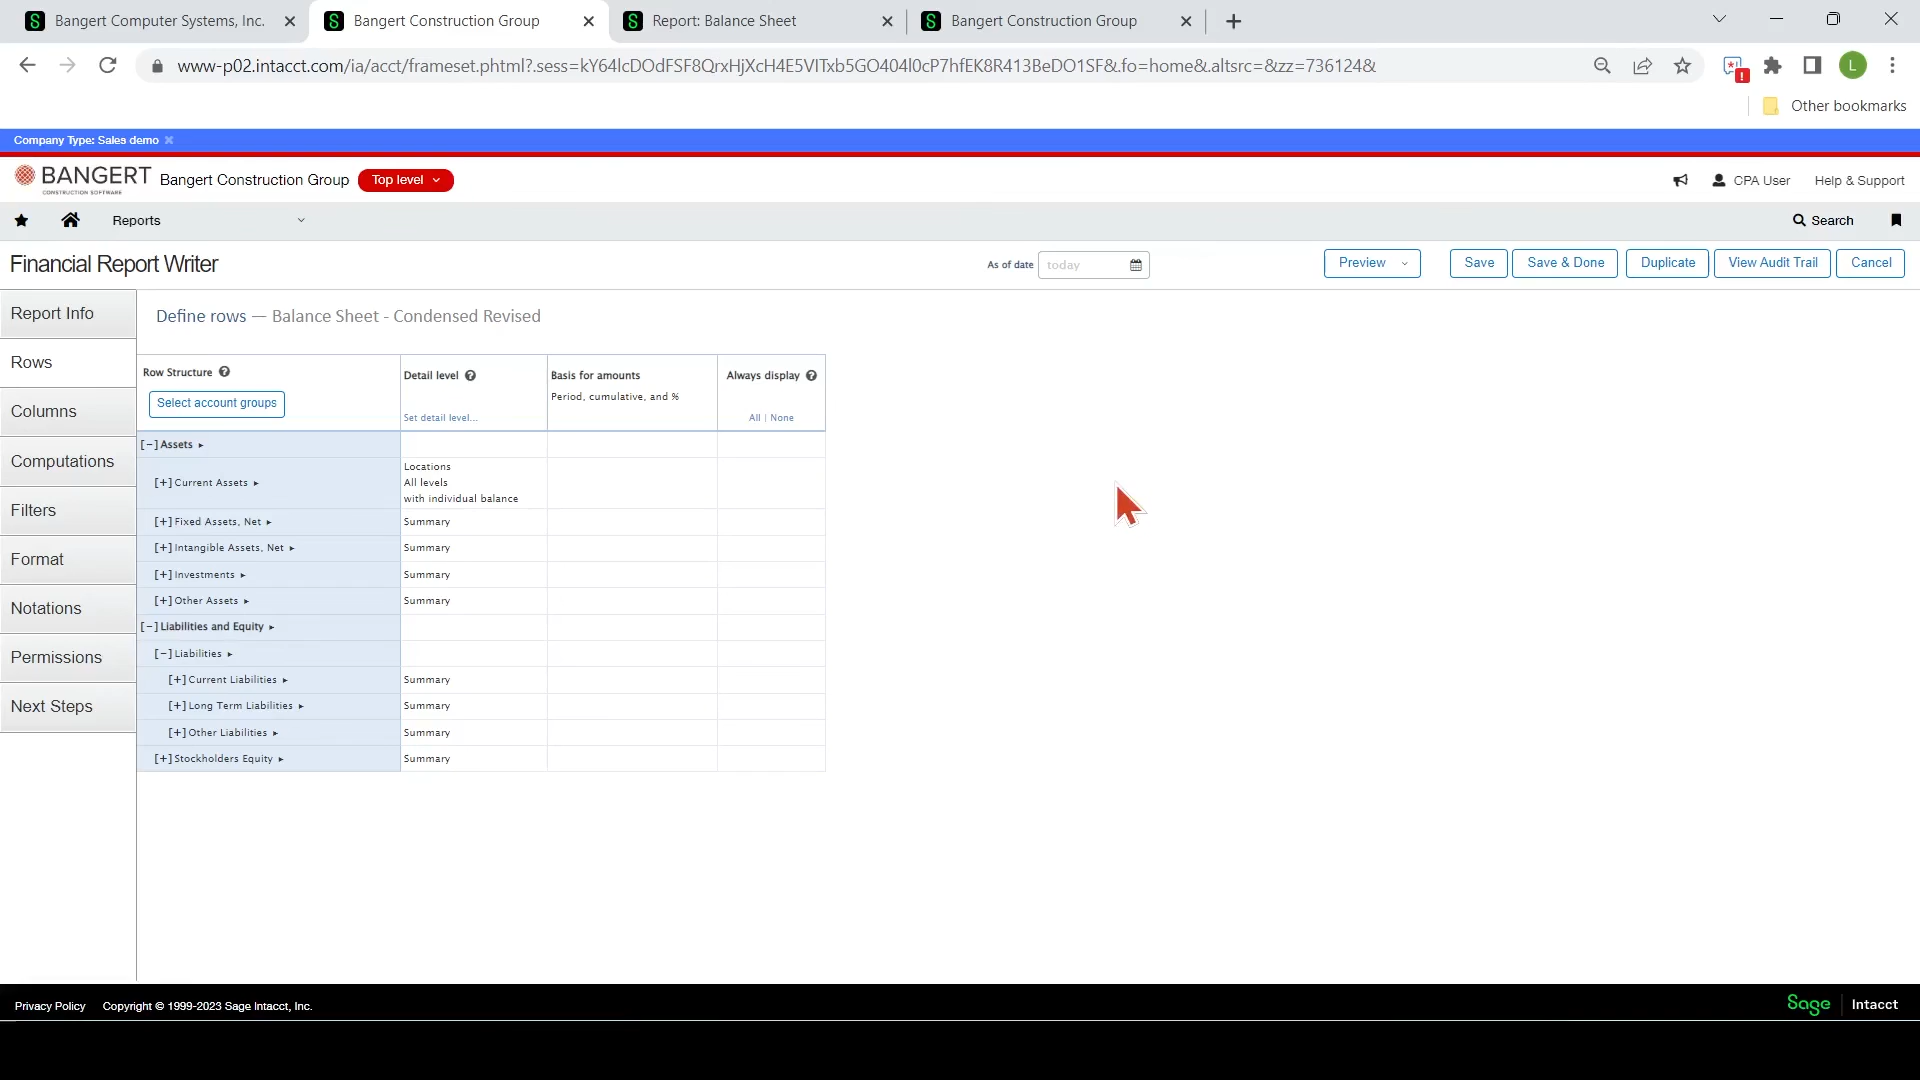 Bangert Computer Systems, Inc.
Bangert Construction Group
Report: Balance Sheet
Bangert Construction Group
www-p02.intacct.com/ia/acct/frameset.phtml?.sess=kY64lcDOdFSF8QrxHjXcH4E5VITxb5GO404l0cP7hfEK8R413BeDO1SF&.fo=home&.altsrc=&zz=736124&
L
Other bookmarks
Company Type: Sales demo
BANGERT
CONSTRUCTION SOFTWARE
Bangert Construction Group
Top level
CPA User
Help & Support
Reports
Search
Financial Report Writer
As of date
today
Preview
Save
Save & Done
Duplicate
View Audit Trail
Cancel
Report Info
Rows
Columns
Computations
Filters
Format
Notations
Permissions
Next Steps
Define rows — Balance Sheet - Condensed Revised
Row Structure
Select account groups
Detail level
Set detail level...
Basis for amounts
Period, cumulative, and %
Always display
All | None
[-] Assets
[+] Current Assets
Locations
All levels
with individual balance
[+] Fixed Assets, Net
Summary
[+] Intangible Assets, Net
Summary
[+] Investments
Summary
[+] Other Assets
Summary
[-] Liabilities and Equity
[-] Liabilities
[+] Current Liabilities
Summary
[+] Long Term Liabilities
Summary
[+] Other Liabilities
Summary
[+] Stockholders Equity
Summary
Privacy Policy
Copyright © 1999-2023 Sage Intacct, Inc.
Sage
Intacct